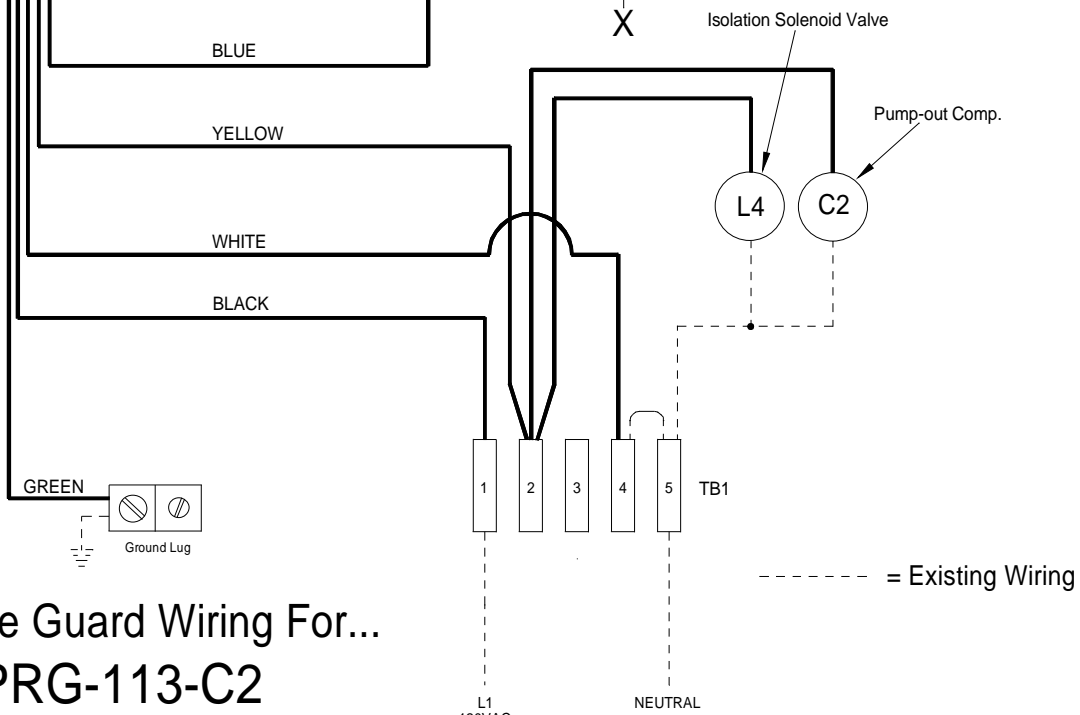 X
Isolation Solenoid Valve
BLUE
Pump-out Comp.
YELLOW
L4
C2
WHITE
BLACK
GREEN
1
2
3
4
5
TB1
Ground Lug
= Existing Wiring
Guard Wiring For...
PRG-113-C2
L1
NEUTRAL